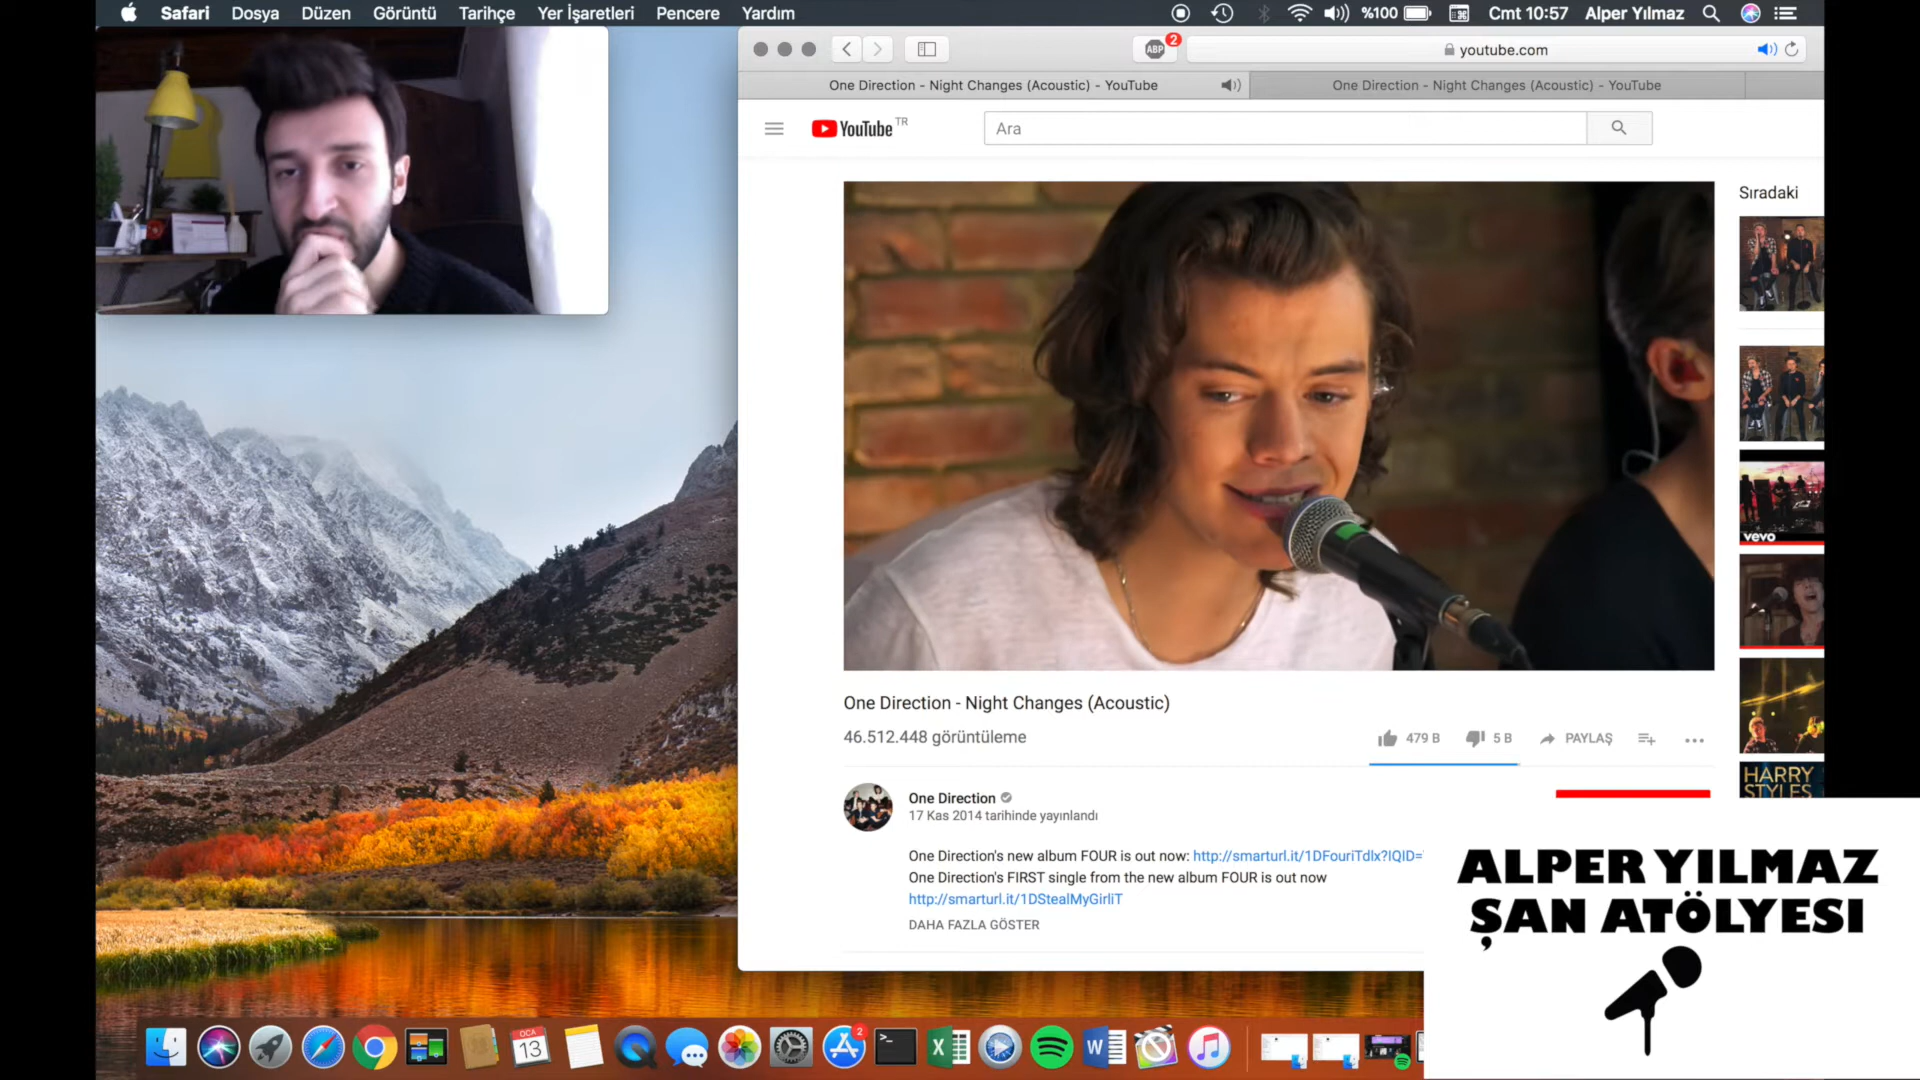 Safari Dosya Düzen Görüntü Tarihçe Yer İşaretleri Pencere Yardım
%100 Cmt 10:57 Alper Yılmaz
ABP 2
youtube.com
One Direction - Night Changes (Acoustic) - YouTube
One Direction - Night Changes (Acoustic) - YouTube
YouTube TR
Ara
Sıradaki
vevo
One Direction - Night Changes (Acoustic)
46.512.448 görüntüleme
479 B 5 B PAYLAŞ
HARRY
STYLES
One Direction
17 Kas 2014 tarihinde yayınlandı
One Direction's new album FOUR is out now: http://smarturl.it/1DFouriTdlx?IQID=
One Direction's FIRST single from the new album FOUR is out now
http://smarturl.it/1DStealMyGirliT
DAHA FAZLA GÖSTER
ALPER YILMAZ
ŞAN ATÖLYESI
OCA
13
2
X
W